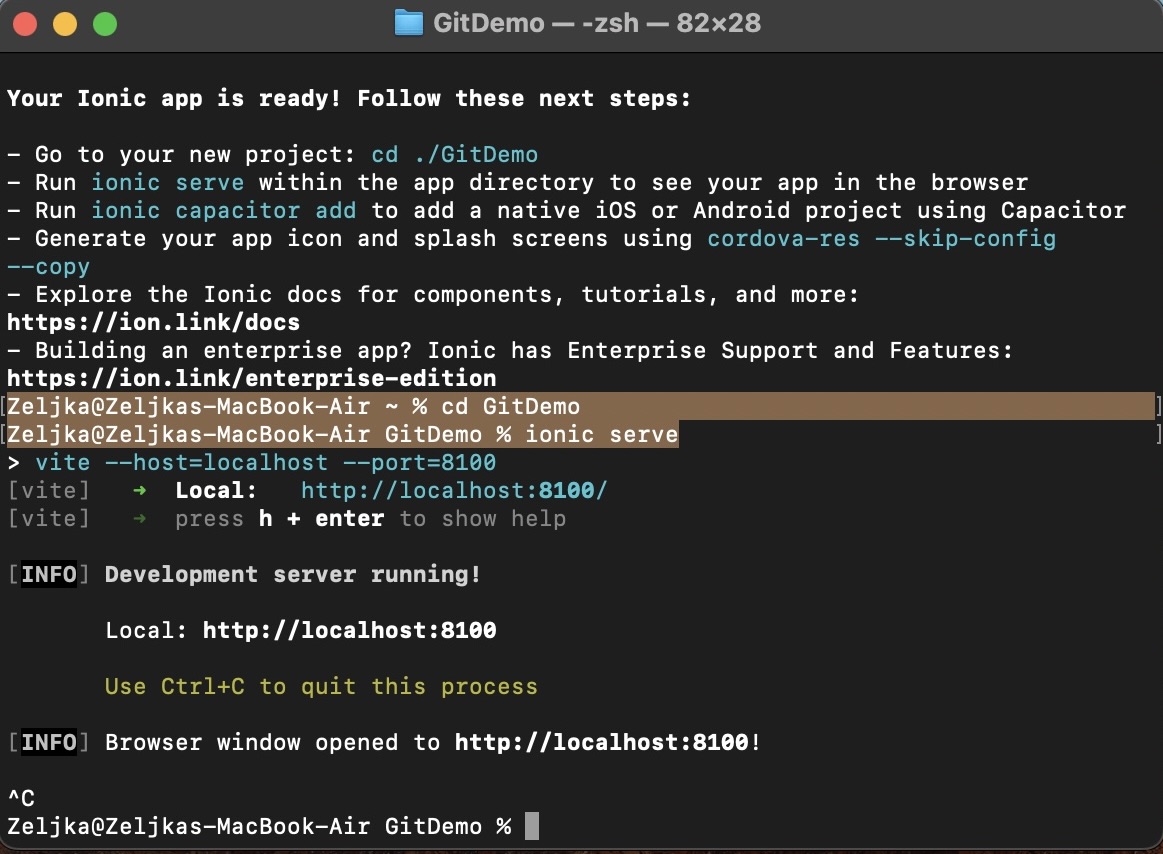 GitDemo — -zsh — 82×28
Your Ionic app is ready! Follow these next steps:
- Go to your new project: cd ./GitDemo
- Run ionic serve within the app directory to see your app in the browser
- Run ionic capacitor add to add a native iOS or Android project using Capacitor
- Generate your app icon and splash screens using cordova-res --skip-config
--copy
- Explore the Ionic docs for components, tutorials, and more:
https://ion.link/docs
- Building an enterprise app? Ionic has Enterprise Support and Features:
https://ion.link/enterprise-edition
[Zeljka@Zeljkas-MacBook-Air ~ % cd GitDemo ]
[Zeljka@Zeljkas-MacBook-Air GitDemo % ionic serve ]
> vite --host=localhost --port=8100
[vite]   ➜  Local:   http://localhost:8100/
[vite]   ➜  press h + enter to show help
[INFO] Development server running!
Local: http://localhost:8100
Use Ctrl+C to quit this process
[INFO] Browser window opened to http://localhost:8100!
^C
Zeljka@Zeljkas-MacBook-Air GitDemo %